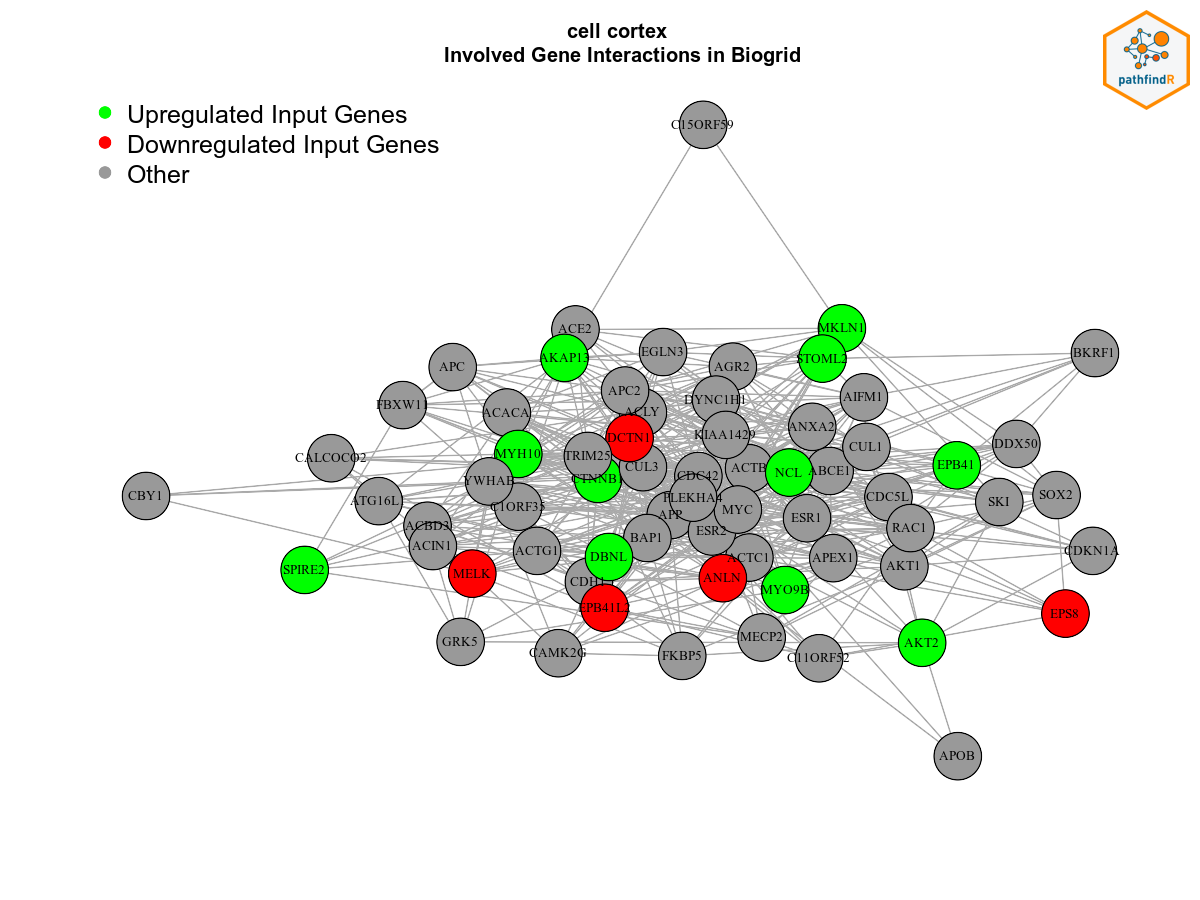 cell cortex
Involved Gene Interactions in Biogrid
pathfindR
Upregulated Input Genes
Downregulated Input Genes
Other
C15ORF59
ACE2
MKLN1
AKAP13
EGLN3
STOML2
BKRF1
APC
AGR2
APC2
DYNC1H1
AIFM1
FBXW11
ACACA
ACLY
ANXA2
KIAA1429
DCTN1
CUL1
DDX50
CALCOCO2
MYH10
TRIM25
CUL3
ACTB
NCL
ABCE1
EPB41
YWHAB
CTNNB1
CDC42
CBY1
ATG16L
C1ORF35
PLEKHA4
CDC5L
SKI
SOX2
APP
MYC
ESR1
ACBD3
RAC1
ESR2
BAP1
ACIN1
ACTG1
DBNL
ACTC1
APEX1
AKT1
CDKN1A
SPIRE2
MELK
CDH1
ANLN
MYO9B
EPB41L2
EPS8
GRK5
CAMK2G
FKBP5
MECP2
C11ORF52
AKT2
APOB